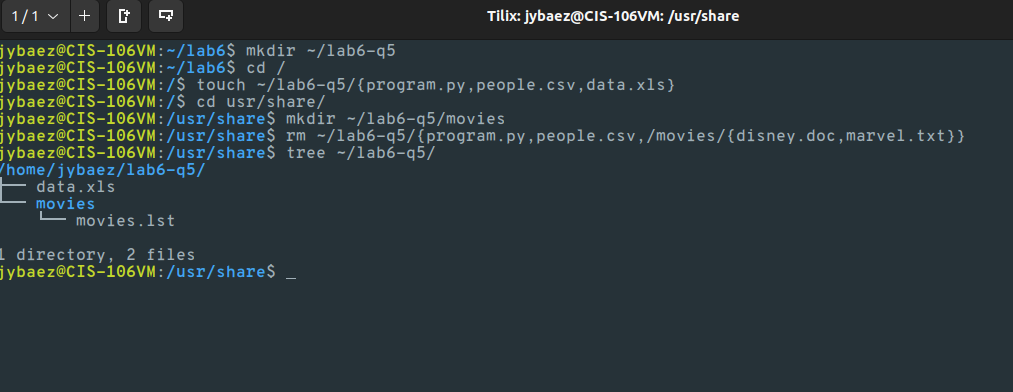 1 / 1
Tilix: jybaez@CIS-106VM: /usr/share
jybaez@CIS-106VM:~/lab6$ mkdir ~/lab6-q5
jybaez@CIS-106VM:~/lab6$ cd /
jybaez@CIS-106VM:/$ touch ~/lab6-q5/{program.py,people.csv,data.xls}
jybaez@CIS-106VM:/$ cd usr/share/
jybaez@CIS-106VM:/usr/share$ mkdir ~/lab6-q5/movies
jybaez@CIS-106VM:/usr/share$ rm ~/lab6-q5/{program.py,people.csv,/movies/{disney.doc,marvel.txt}}
jybaez@CIS-106VM:/usr/share$ tree ~/lab6-q5/
/home/jybaez/lab6-q5/
├── data.xls
└── movies
    └── movies.lst
1 directory, 2 files
jybaez@CIS-106VM:/usr/share$ _